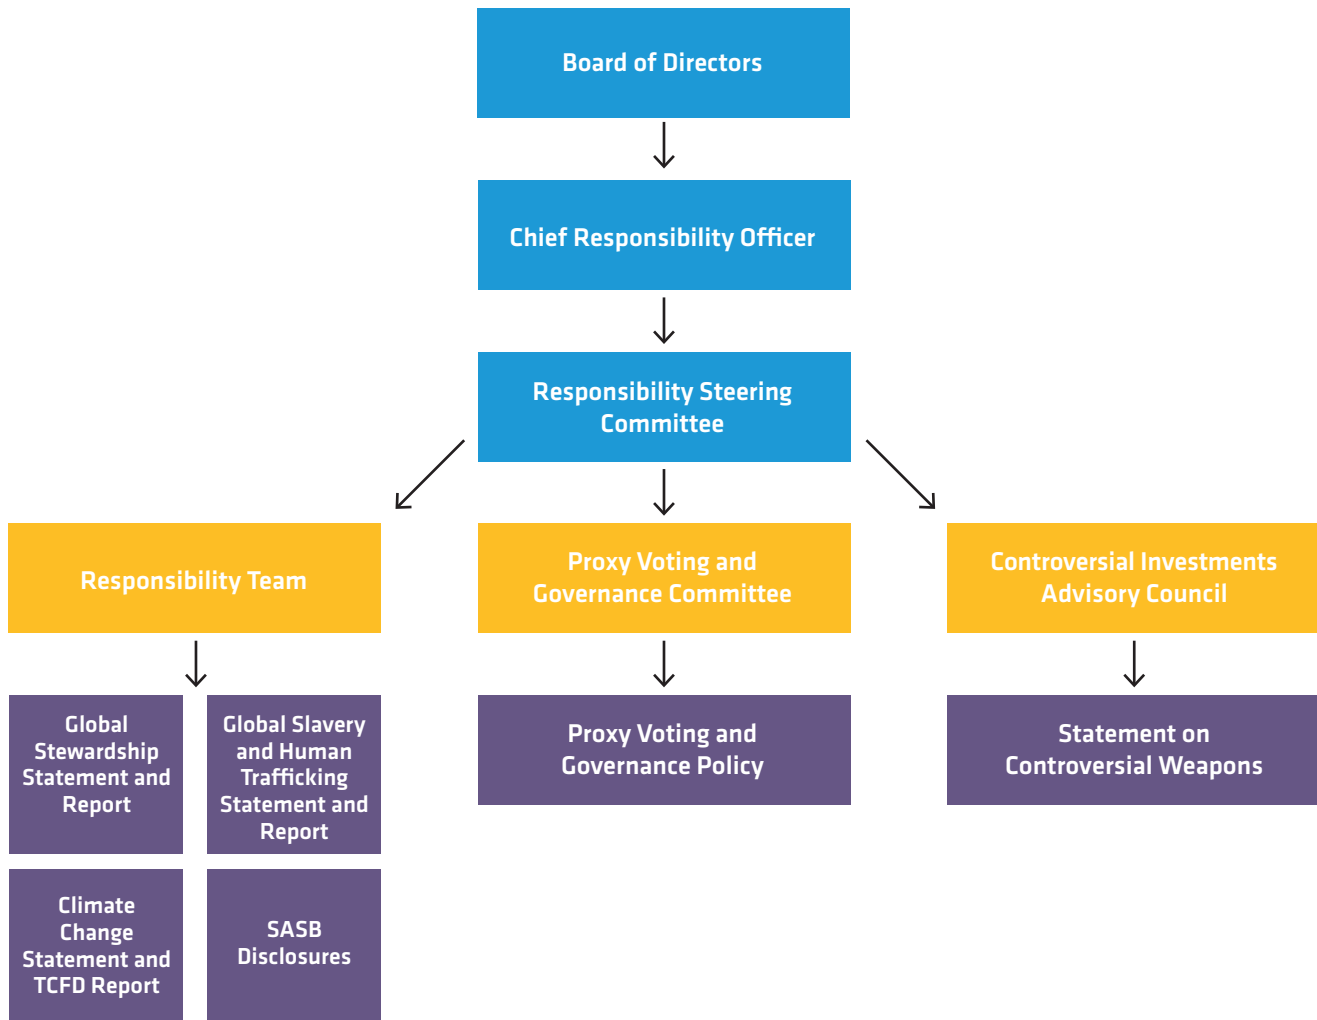 Board of Directors
Chief Responsibility Officer
Responsibility Steering
Committee
Responsibility Team
Proxy Voting and
Governance Committee
Controversial Investments
Advisory Council
Global
Stewardship
Statement and
Report
Global Slavery
and Human
Trafficking
Statement and
Report
Proxy Voting and
Governance Policy
Statement on
Controversial Weapons
Climate
Change
Statement and
TCFD Report
SASB
Disclosures